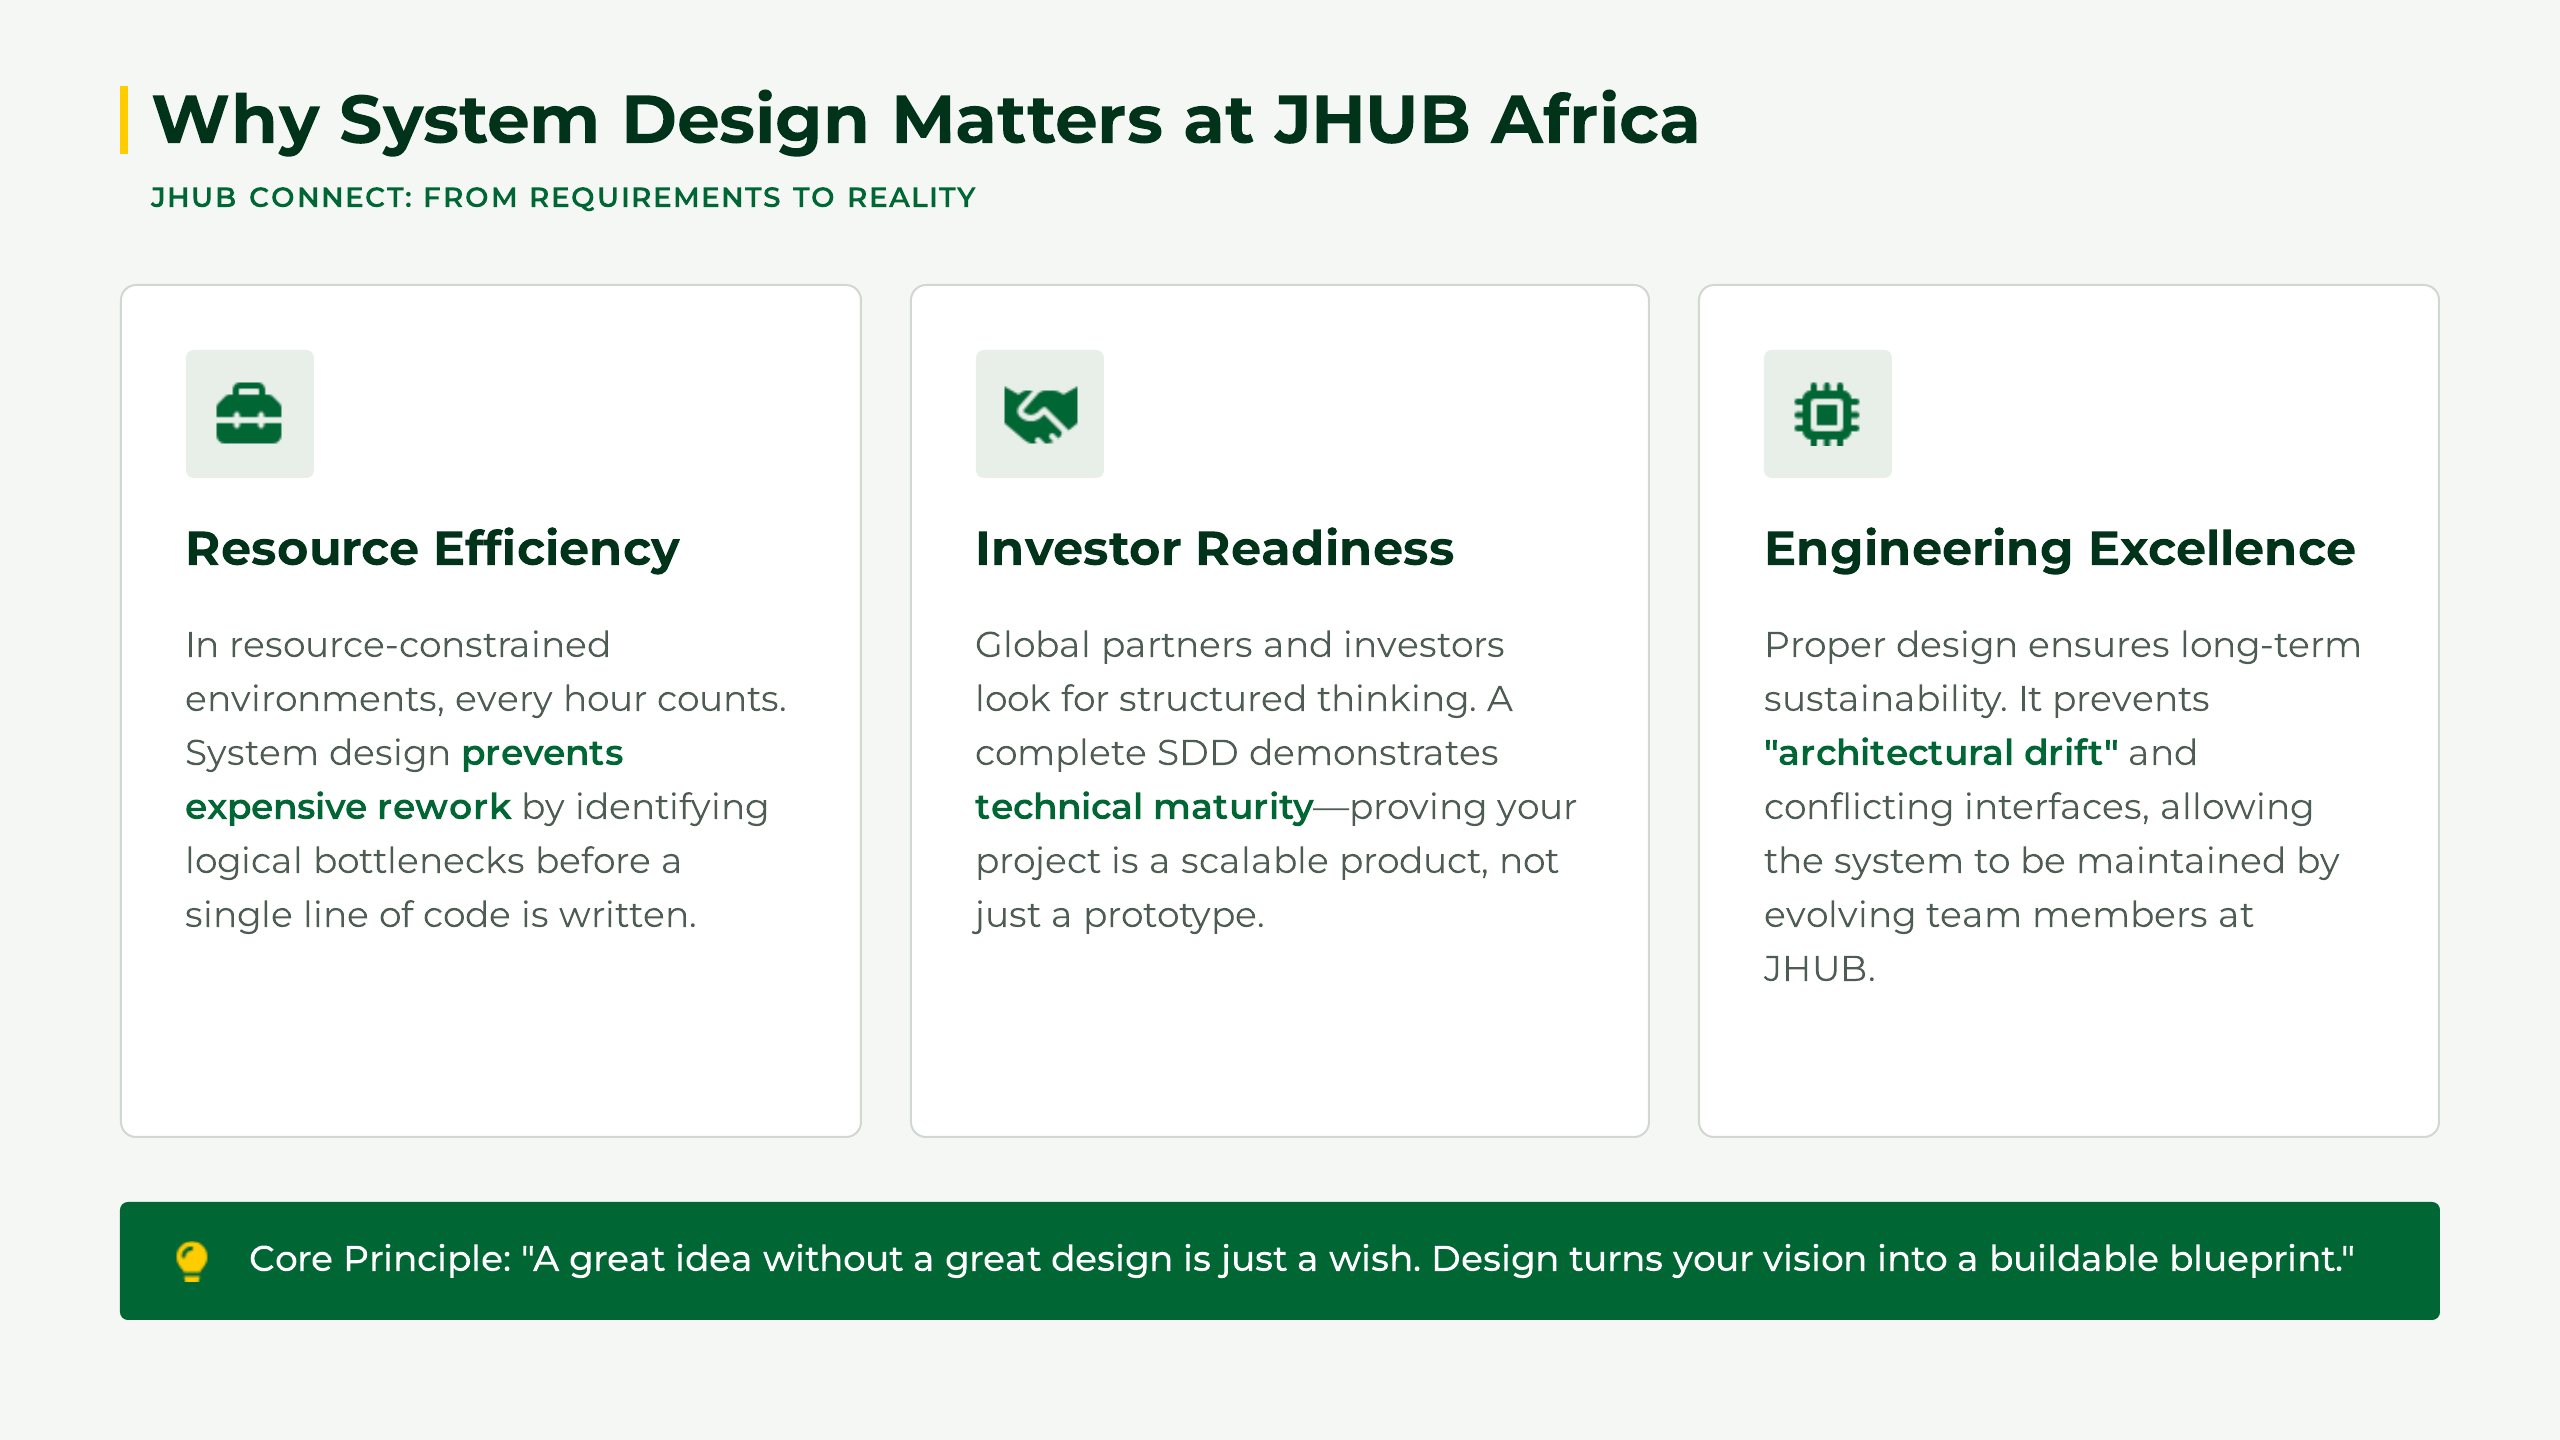 Why System Design Matters at JHUB Africa
JHUB CONNECT: FROM REQUIREMENTS TO REALITY
Resource Efficiency
In resource-constrained
environments, every hour counts.
System design prevents
expensive rework by identifying
logical bottlenecks before a
single line of code is written.
Investor Readiness
Global partners and investors
look for structured thinking. A
complete SDD demonstrates
technical maturity—proving your
project is a scalable product, not
just a prototype.
Engineering Excellence
Proper design ensures long-term
sustainability. It prevents
"architectural drift" and
conflicting interfaces, allowing
the system to be maintained by
evolving team members at
JHUB.
Core Principle: "A great idea without a great design is just a wish. Design turns your vision into a buildable blueprint."